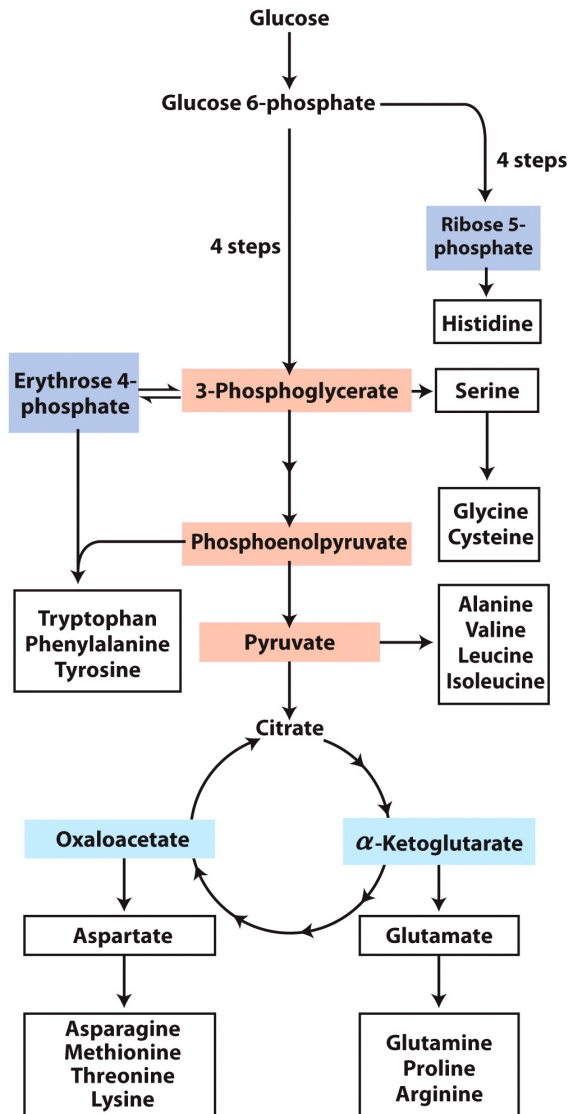 Glucose
Glucose 6-phosphate
4 steps
Ribose 5-
phosphate
4 steps
Histidine
Erythrose 4-
phosphate
3-Phosphoglycerate
Serine
Glycine
Cysteine
Phosphoenolpyruvate
Tryptophan
Phenylalanine
Tyrosine
Pyruvate
Alanine
Valine
Leucine
Isoleucine
Citrate
Oxaloacetate
α-Ketoglutarate
Aspartate
Glutamate
Asparagine
Methionine
Threonine
Lysine
Glutamine
Proline
Arginine